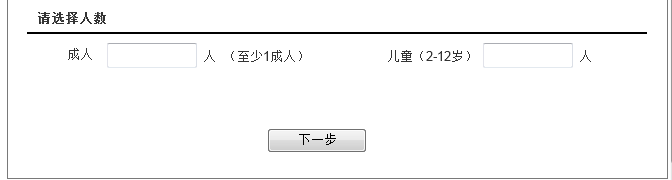 请选择人数
成人 人 （至少1成人） 儿童（2-12岁） 人
下一步